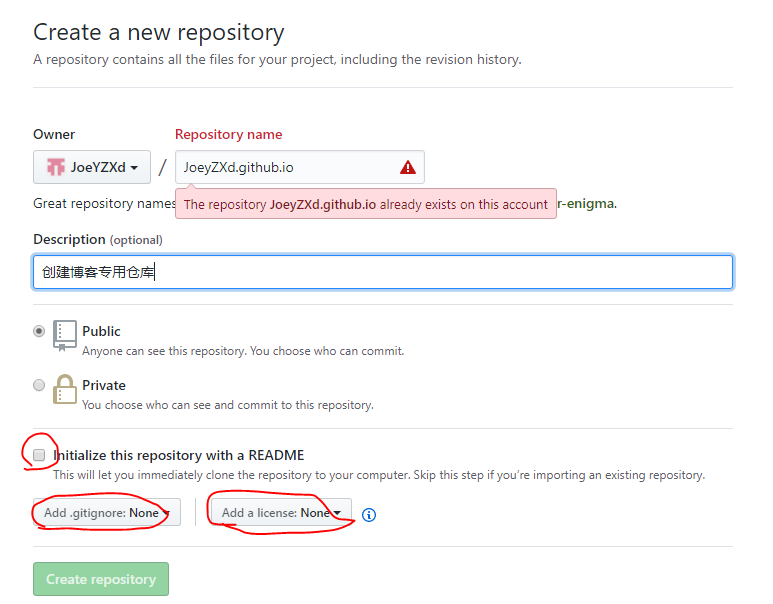 Create a new repository
A repository contains all the files for your project, including the revision history.
Owner
Repository name
JoeYZXd
/
JoeyZXd.github.io
Great repository names
The repository JoeyZXd.github.io already exists on this account
r-enigma.
Description (optional)
创建博客专用仓库
Public
Anyone can see this repository. You choose who can commit.
Private
You choose who can see and commit to this repository.
Initialize this repository with a README
This will let you immediately clone the repository to your computer. Skip this step if you’re importing an existing repository.
Add .gitignore: None
Add a license: None
Create repository